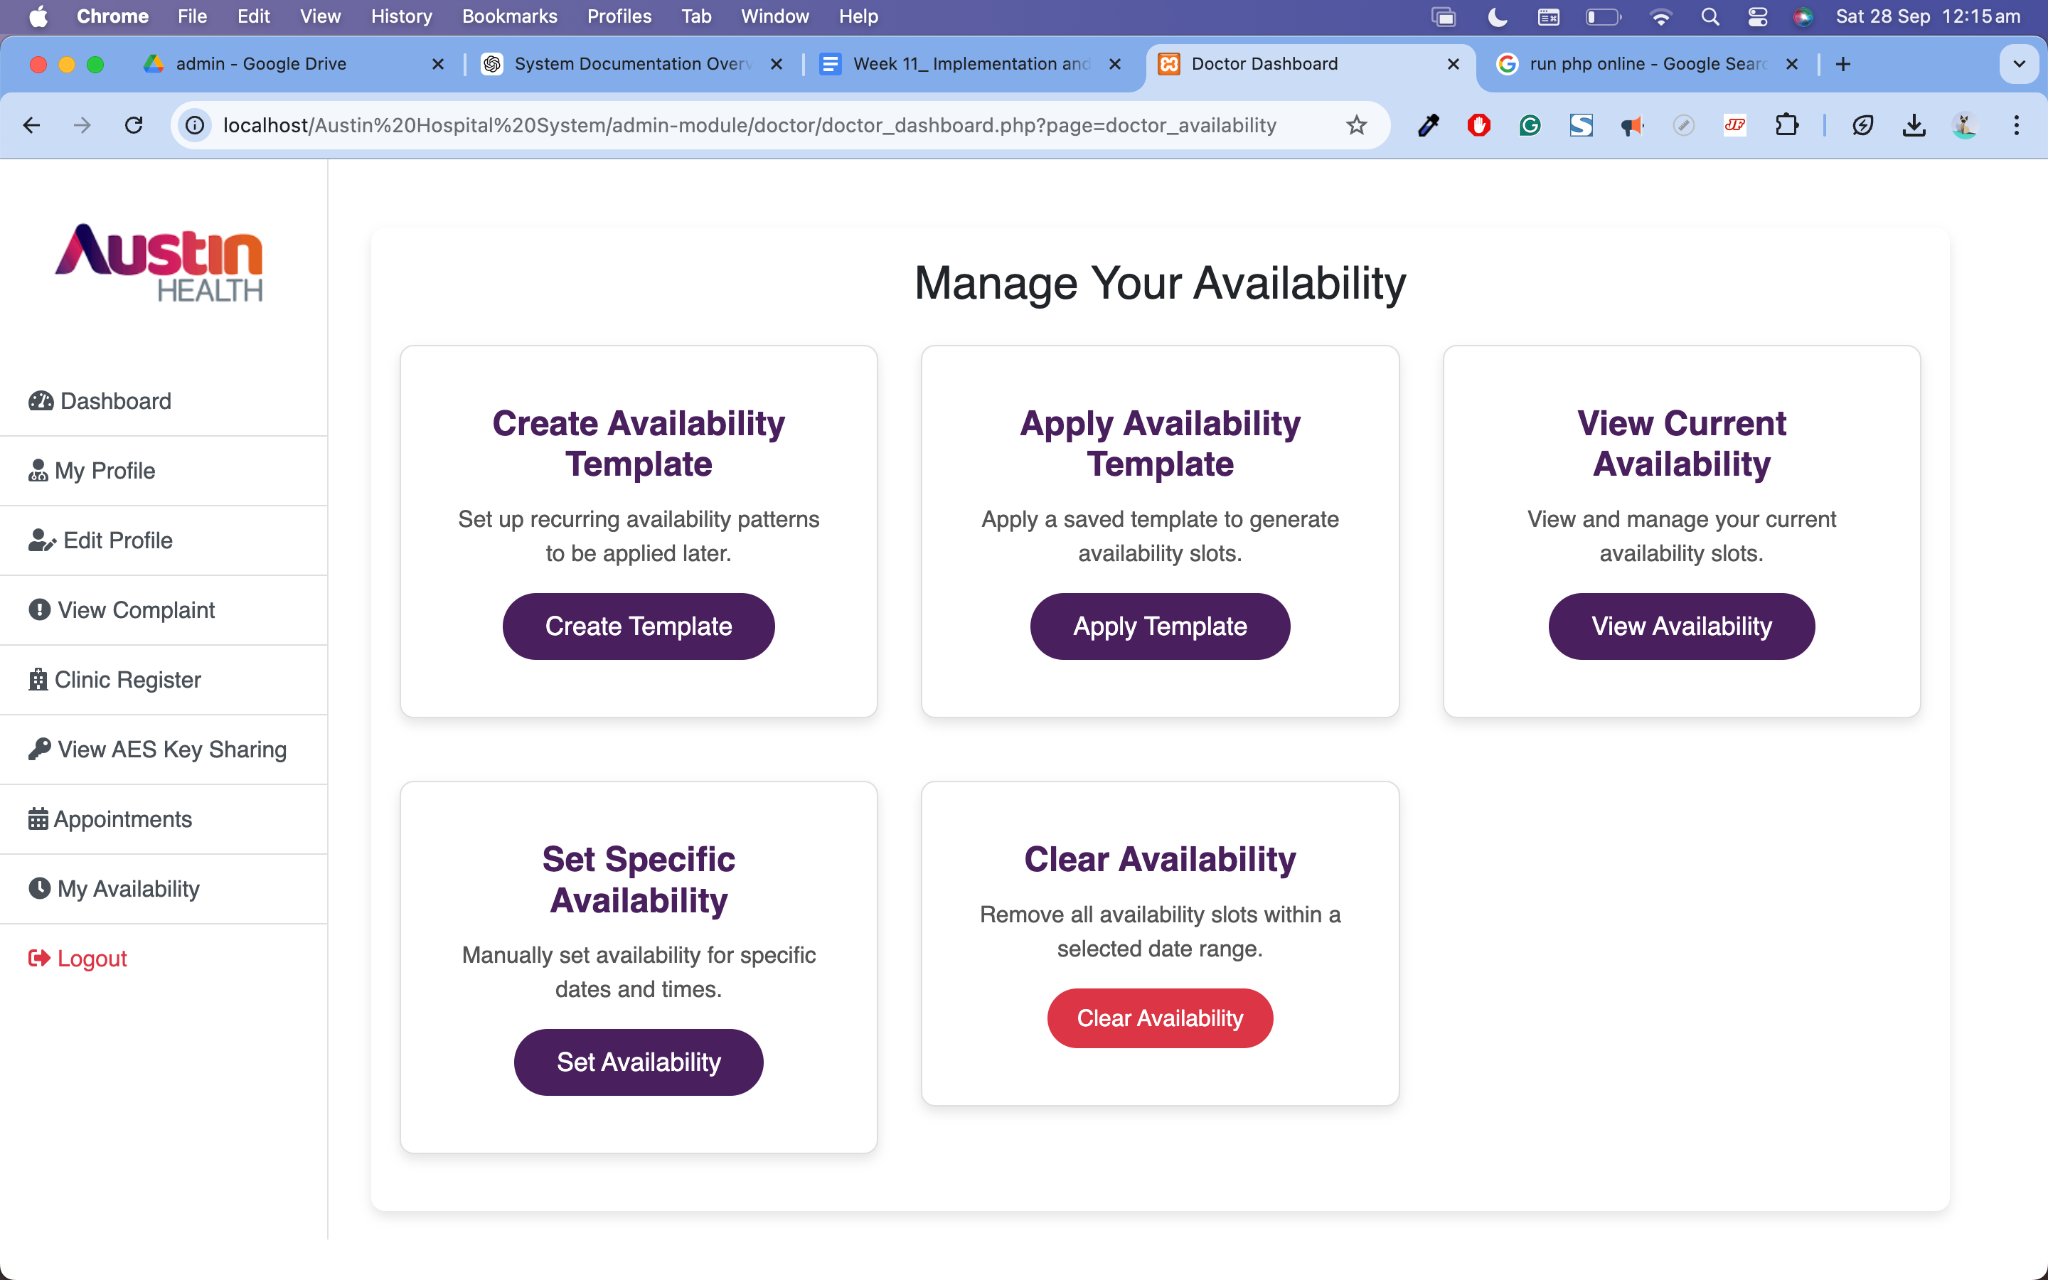 Chrome File Edit View History Bookmarks Profiles Tab Window Help Sat 28 Sep 12:15 am
admin - Google Drive System Documentation Over Week 11_ Implementation and Doctor Dashboard run php online - Google Sear
localhost/Austin%20Hospital%20System/admin-module/doctor/doctor_dashboard.php?page=doctor_availability
Austin
HEALTH
Dashboard
My Profile
Edit Profile
View Complaint
Clinic Register
View AES Key Sharing
Appointments
My Availability
Logout
Manage Your Availability
Create Availability
Template
Set up recurring availability patterns
to be applied later.
Create Template
Apply Availability
Template
Apply a saved template to generate
availability slots.
Apply Template
View Current
Availability
View and manage your current
availability slots.
View Availability
Set Specific
Availability
Manually set availability for specific
dates and times.
Set Availability
Clear Availability
Remove all availability slots within a
selected date range.
Clear Availability